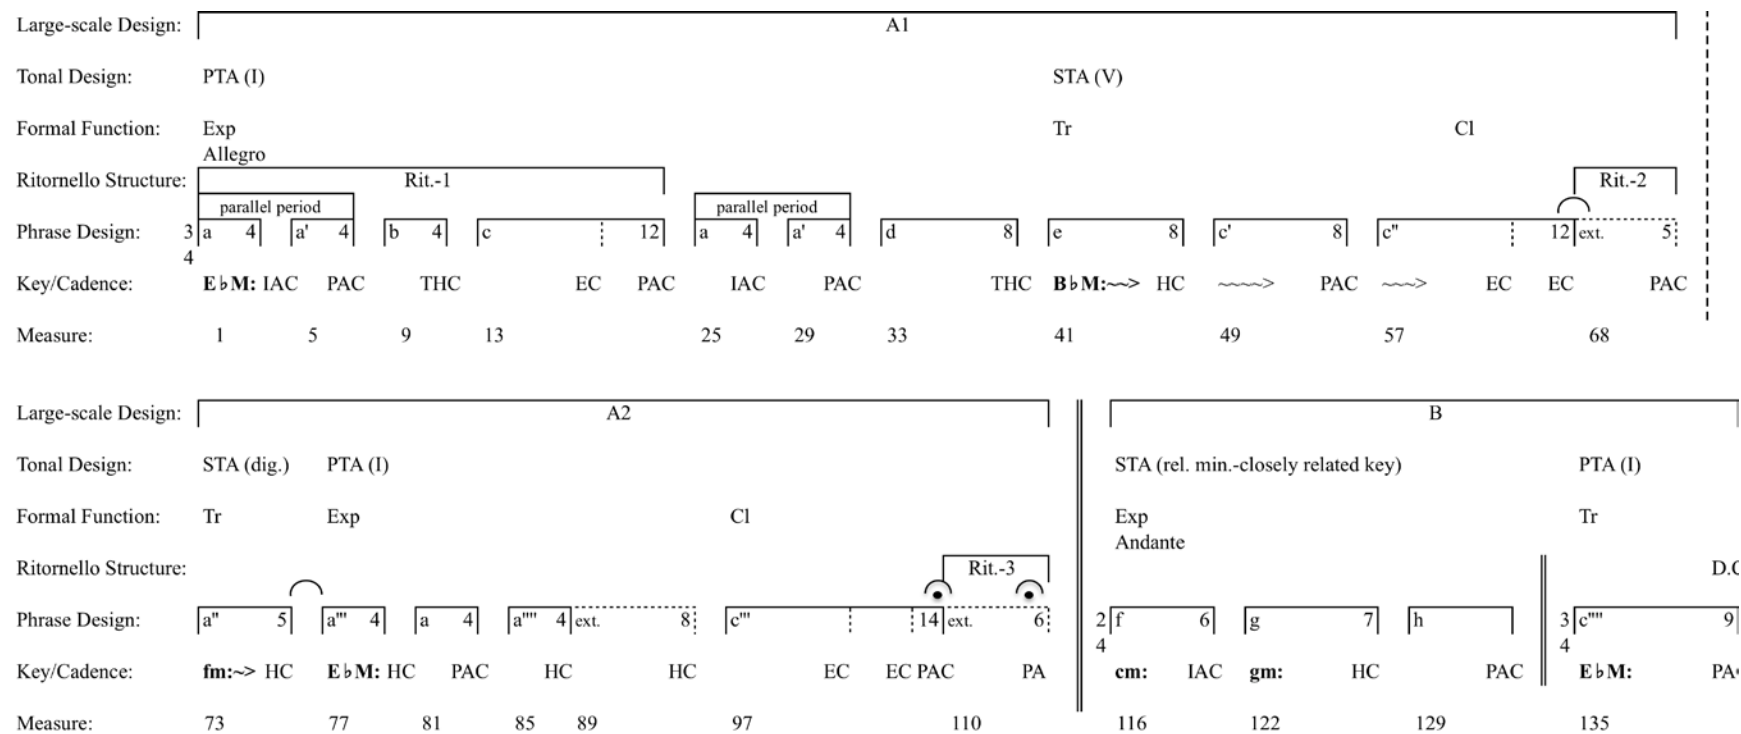 Large-scale Design: A1
Tonal Design: PTA (I) STA (V)
Formal Function: Exp Tr Cl
Allegro
Ritornello Structure: Rit.-1 Rit.-2
parallel period parallel period
Phrase Design: 3 a 4 a' 4 b 4 c 12 a 4 a' 4 d 8 e 8 c' 8 c'' 12 ext. 5
4
Key/Cadence: E♭M: IAC PAC THC EC PAC IAC PAC THC B♭M:~~> HC ~~~~> PAC ~~~> EC EC PAC
Measure: 1 5 9 13 25 29 33 41 49 57 68
Large-scale Design: A2 B
Tonal Design: STA (dig.) PTA (I) STA (rel. min.-closely related key) PTA (I)
Formal Function: Tr Exp Cl Exp Tr
Andante
Ritornello Structure: Rit.-3 D.C
Phrase Design: a'' 5 a''' 4 a 4 a'''' 4 ext. 8 c''' 14 ext. 6 2 f 6 g 7 h 3 c'''' 9
4 4
Key/Cadence: fm:~> HC E♭M: HC PAC HC HC EC EC PAC PA cm: IAC gm: HC PAC E♭M: PA
Measure: 73 77 81 85 89 97 110 116 122 129 135